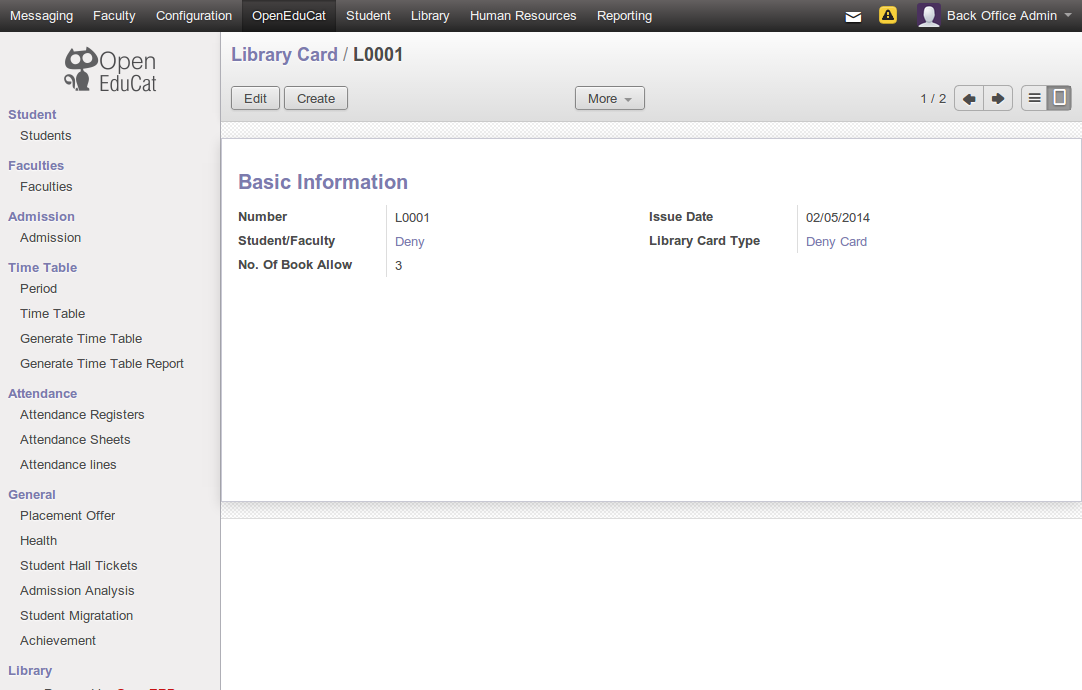 Messaging Faculty Configuration OpenEduCat Student Library Human Resources Reporting Back Office Admin
Open
EduCat
Student
Students
Faculties
Faculties
Admission
Admission
Time Table
Period
Time Table
Generate Time Table
Generate Time Table Report
Attendance
Attendance Registers
Attendance Sheets
Attendance lines
General
Placement Offer
Health
Student Hall Tickets
Admission Analysis
Student Migratation
Achievement
Library
Library Card / L0001
Edit Create More 1 / 2
Basic Information
Number L0001 Issue Date 02/05/2014
Student/Faculty Deny Library Card Type Deny Card
No. Of Book Allow 3